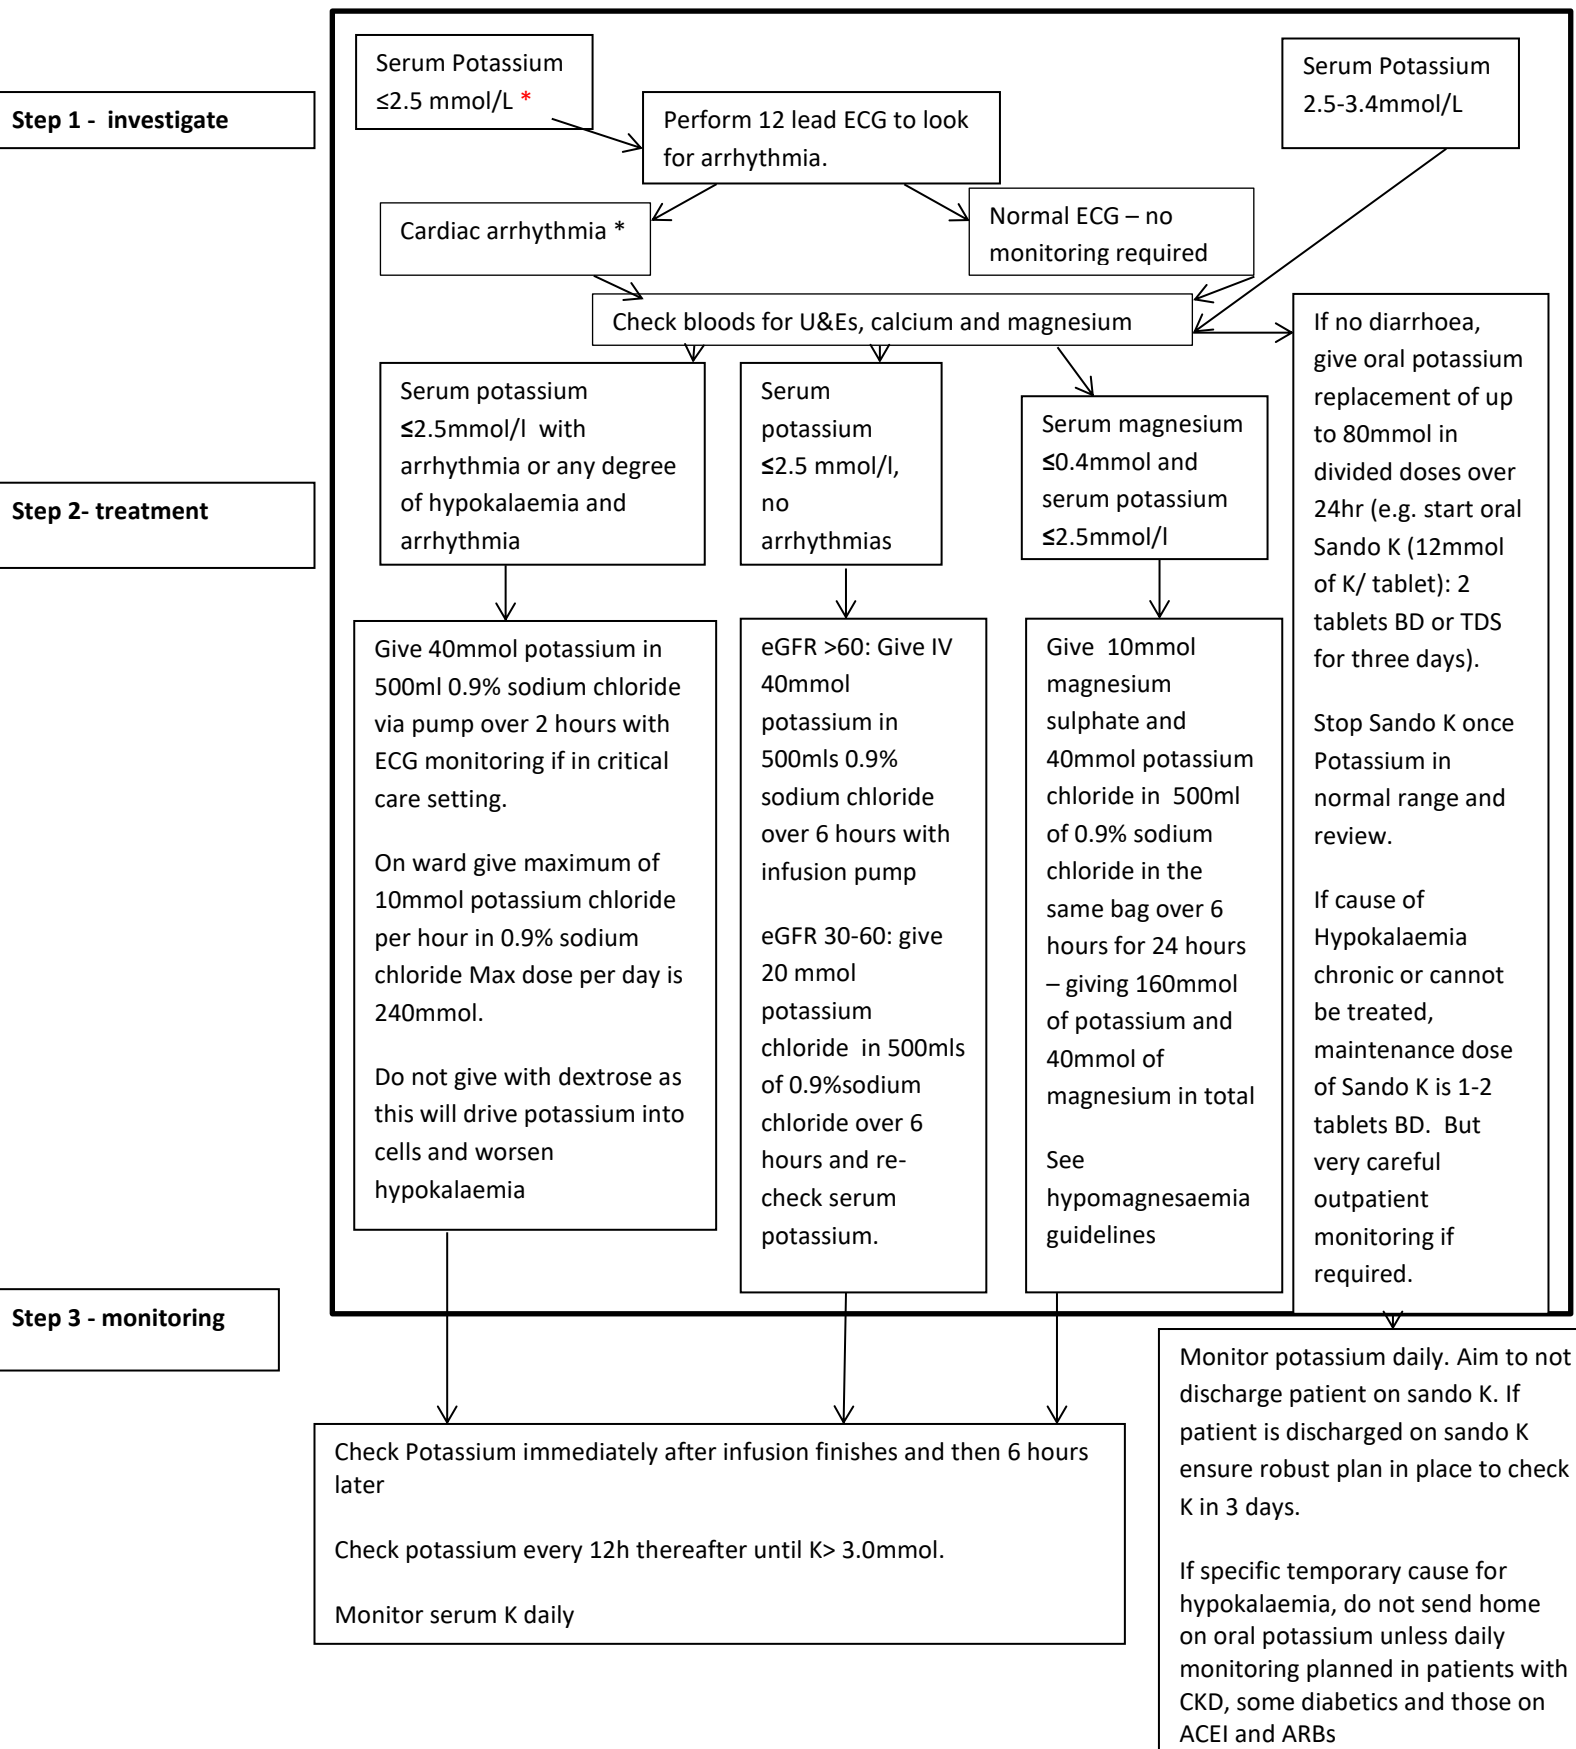 Step 1 - investigate
Serum Potassium
≤2.5 mmol/L *
Perform 12 lead ECG to look
for arrhythmia.
Serum Potassium
2.5-3.4mmol/L
Cardiac arrhythmia *
Normal ECG – no
monitoring required
Check bloods for U&Es, calcium and magnesium
Step 2- treatment
Serum potassium
≤2.5mmol/l with
arrhythmia or any degree
of hypokalaemia and
arrhythmia
Serum
potassium
≤2.5 mmol/l,
no
arrhythmias
Serum magnesium
≤0.4mmol and
serum potassium
≤2.5mmol/l
If no diarrhoea,
give oral potassium
replacement of up
to 80mmol in
divided doses over
24hr (e.g. start oral
Sando K (12mmol
of K/ tablet): 2
tablets BD or TDS
for three days).
Stop Sando K once
Potassium in
normal range and
review.
If cause of
Hypokalaemia
chronic or cannot
be treated,
maintenance dose
of Sando K is 1-2
tablets BD. But
very careful
outpatient
monitoring if
required.
Give 40mmol potassium in
500ml 0.9% sodium chloride
via pump over 2 hours with
ECG monitoring if in critical
care setting.
On ward give maximum of
10mmol potassium chloride
per hour in 0.9% sodium
chloride Max dose per day is
240mmol.
Do not give with dextrose as
this will drive potassium into
cells and worsen
hypokalaemia
eGFR >60: Give IV
40mmol
potassium in
500mls 0.9%
sodium chloride
over 6 hours with
infusion pump
eGFR 30-60: give
20 mmol
potassium
chloride in 500mls
of 0.9%sodium
chloride over 6
hours and re-
check serum
potassium.
Give 10mmol
magnesium
sulphate and
40mmol potassium
chloride in 500ml
of 0.9% sodium
chloride in the
same bag over 6
hours for 24 hours
– giving 160mmol
of potassium and
40mmol of
magnesium in total
See
hypomagnesaemia
guidelines
Step 3 - monitoring
Check Potassium immediately after infusion finishes and then 6 hours
later
Check potassium every 12h thereafter until K> 3.0mmol.
Monitor serum K daily
Monitor potassium daily. Aim to not
discharge patient on sando K. If
patient is discharged on sando K
ensure robust plan in place to check
K in 3 days.
If specific temporary cause for
hypokalaemia, do not send home
on oral potassium unless daily
monitoring planned in patients with
CKD, some diabetics and those on
ACEI and ARBs